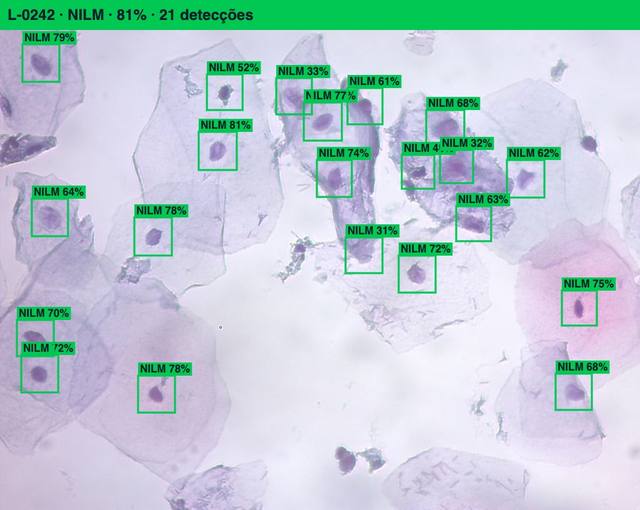 L-0242 · NILM · 81% · 21 detecções
NILM 79%
NILM 52%
NILM 33%
NILM 77%
NILM 61%
NILM 68%
NILM 81%
NILM
NILM 32%
NILM 74%
NILM 62%
NILM 64%
NILM 63%
NILM 78%
NILM 31%
NILM 72%
NILM 75%
NILM 70%
NILM 72%
NILM 78%
NILM 68%